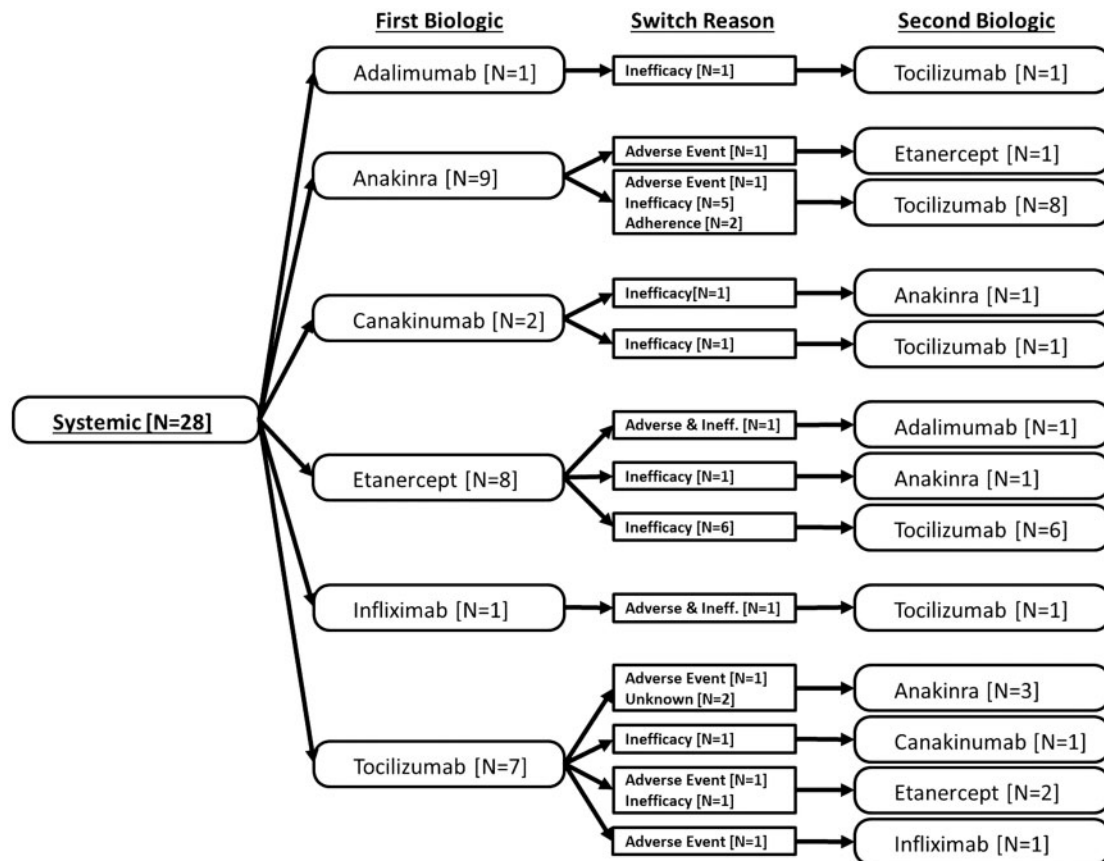 First Biologic
Switch Reason
Second Biologic
Adalimumab [N=1]
Inefficacy [N=1]
Tocilizumab [N=1]
Anakinra [N=9]
Adverse Event [N=1]
Etanercept [N=1]
Adverse Event [N=1]
Inefficacy [N=5]
Adherence [N=2]
Tocilizumab [N=8]
Canakinumab [N=2]
Inefficacy[N=1]
Anakinra [N=1]
Inefficacy [N=1]
Tocilizumab [N=1]
Systemic [N=28]
Etanercept [N=8]
Adverse & Ineff. [N=1]
Adalimumab [N=1]
Inefficacy [N=1]
Anakinra [N=1]
Inefficacy [N=6]
Tocilizumab [N=6]
Infliximab [N=1]
Adverse & Ineff. [N=1]
Tocilizumab [N=1]
Tocilizumab [N=7]
Adverse Event [N=1]
Unknown [N=2]
Anakinra [N=3]
Inefficacy [N=1]
Canakinumab [N=1]
Adverse Event [N=1]
Inefficacy [N=1]
Etanercept [N=2]
Adverse Event [N=1]
Infliximab [N=1]